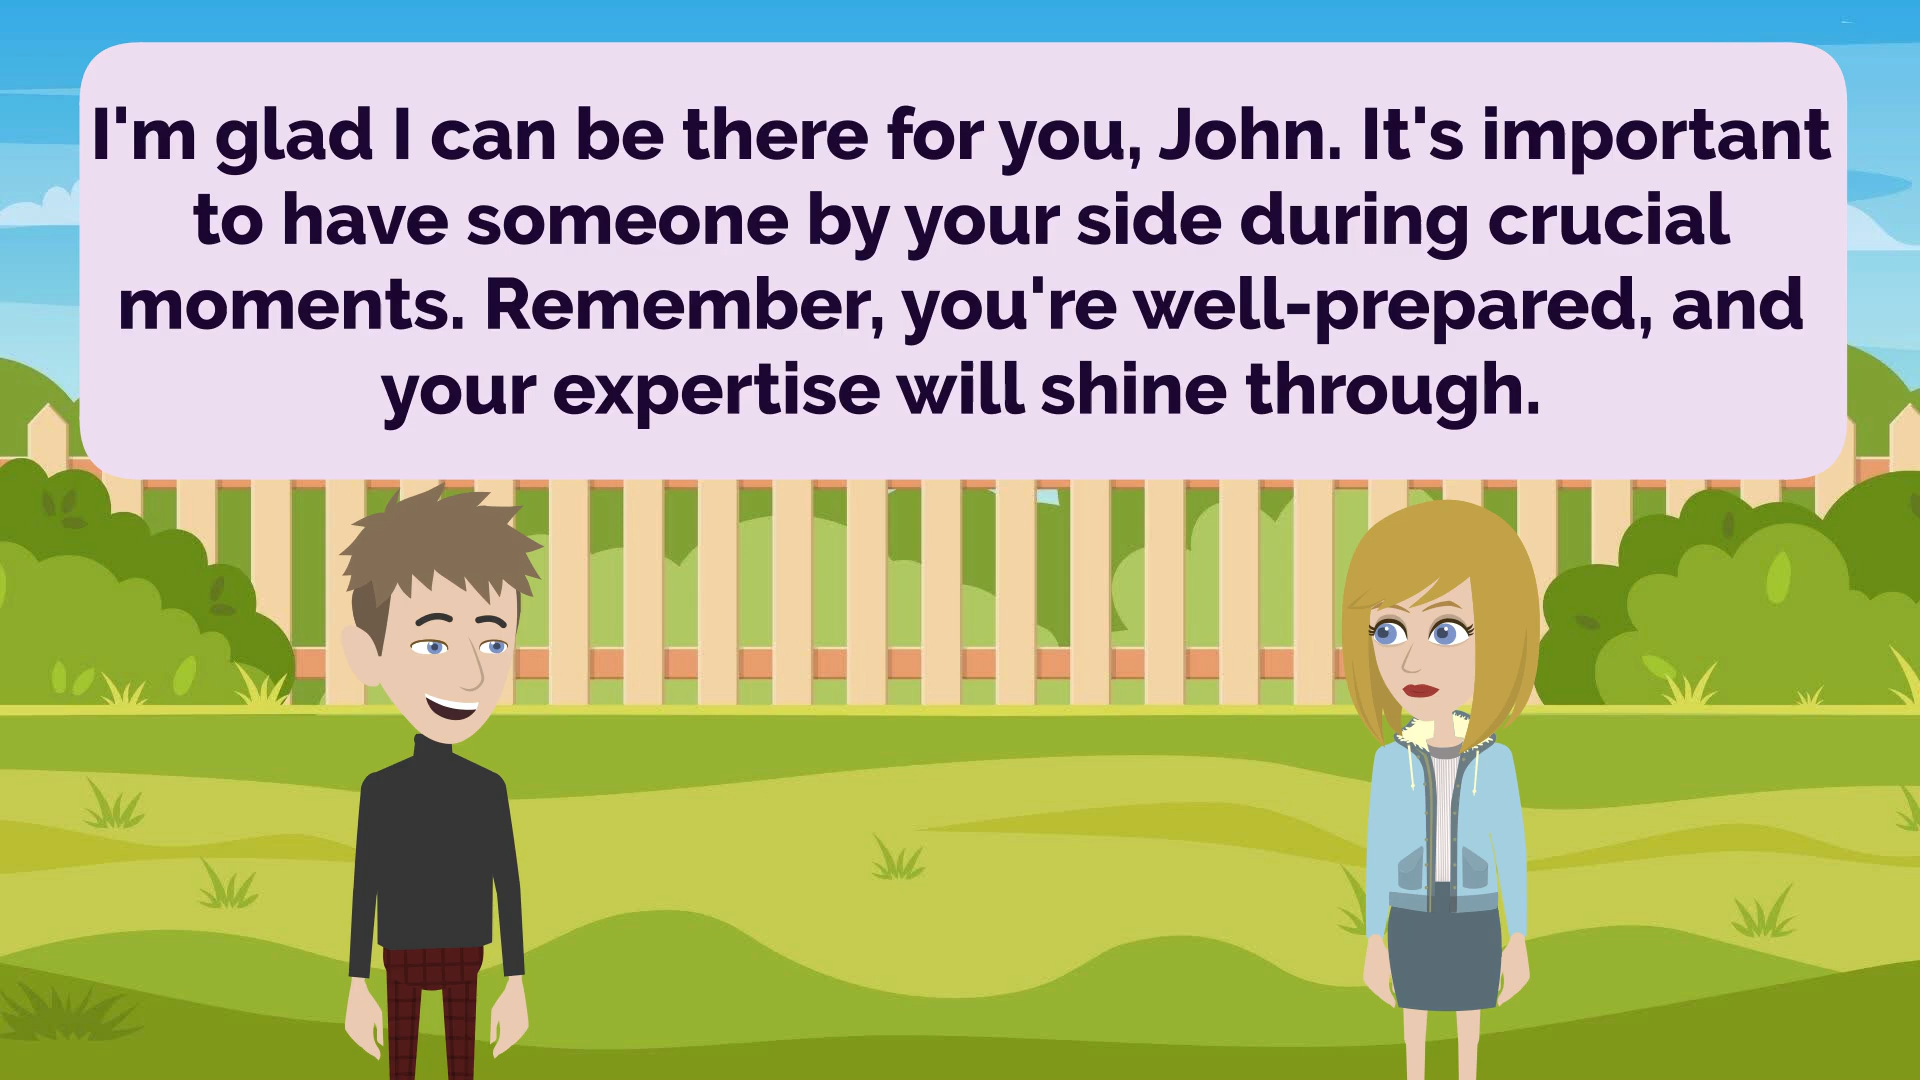 I'm glad I can be there for you, John. It's important
to have someone by your side during crucial
moments. Remember, you're well-prepared, and
your expertise will shine through.